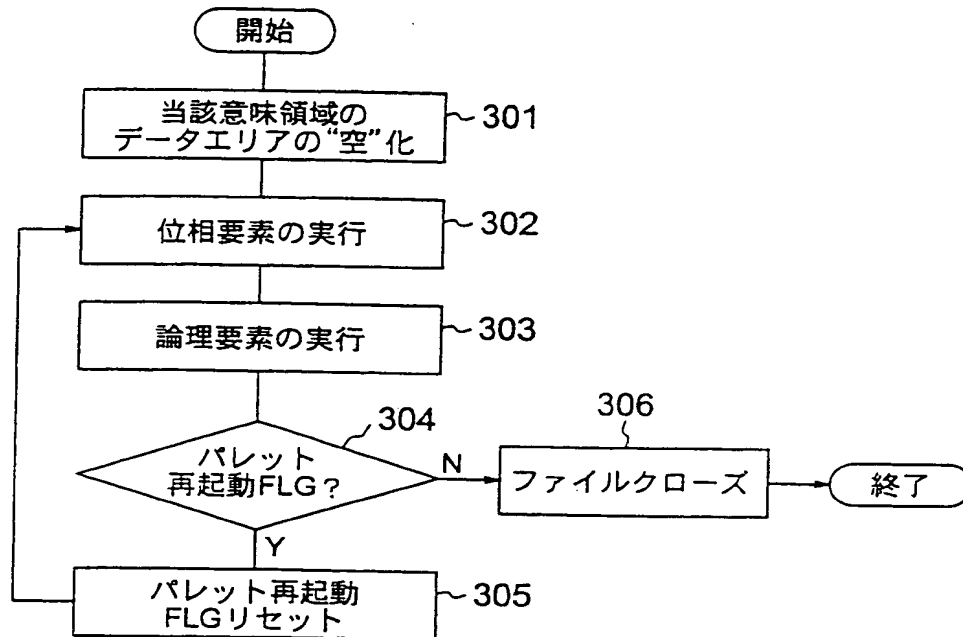 開始
当該意味領域の
データエリアの“空”化
301
位相要素の実行
302
論理要素の実行
303
304
パレット
再起動FLG?
N
306
ファイルクローズ
終了
Y
パレット再起動
FLGリセット
305